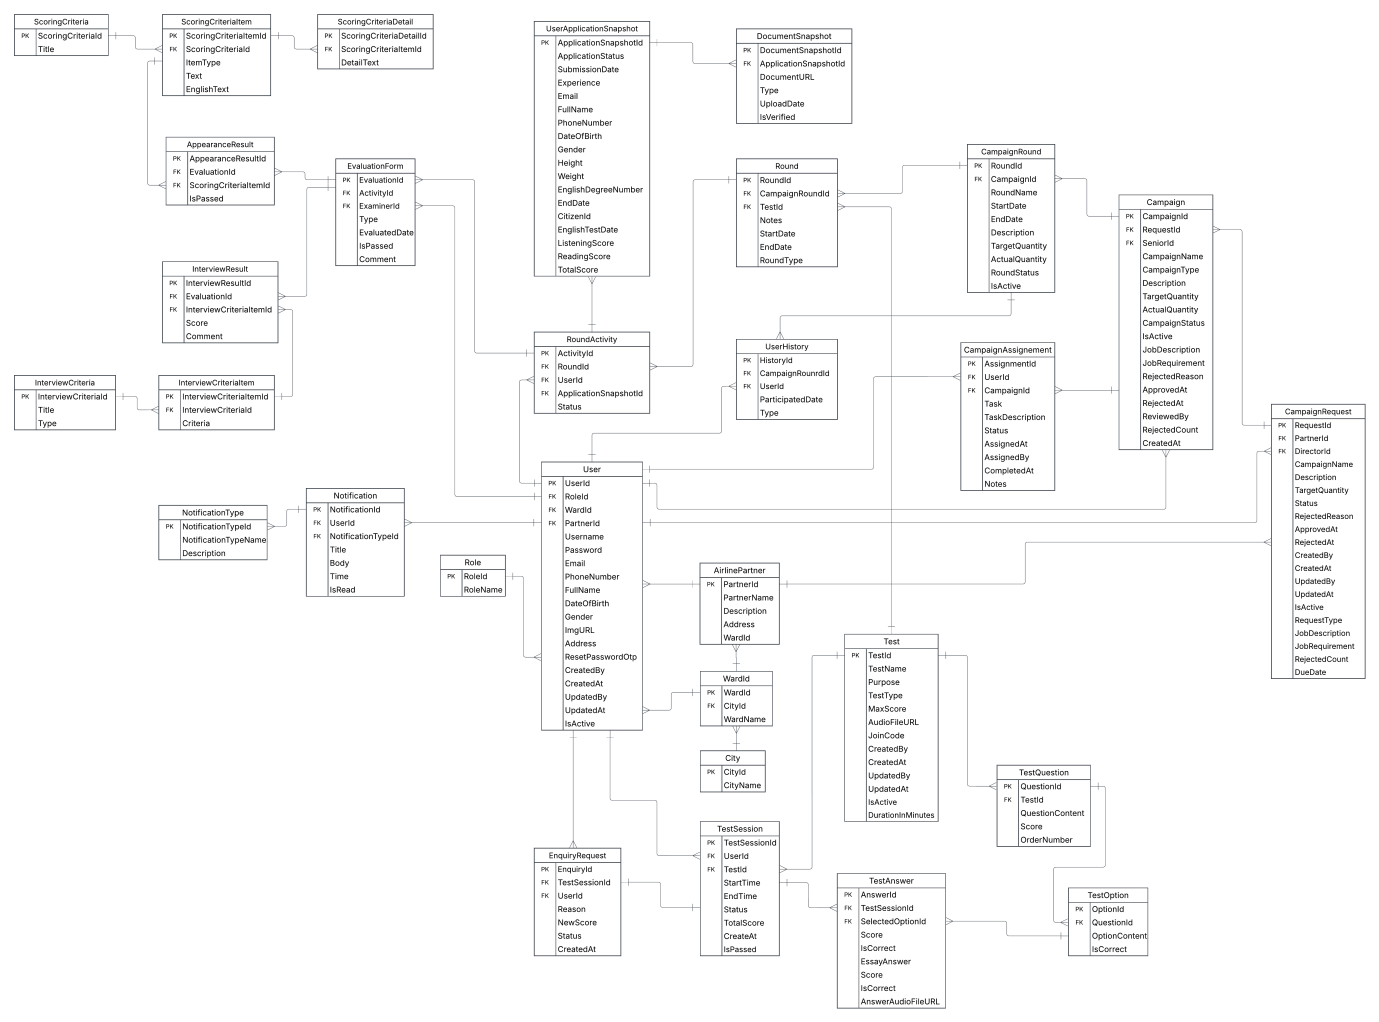 ScoringCriteria
PK ScoringCriteriaId
Title
ScoringCriteriaItem
PK ScoringCriteriaItemId
FK ScoringCriteriaId
ItemType
Text
EnglishText
ScoringCriteriaDetail
PK ScoringCriteriaDetailId
FK ScoringCriteriaItemId
DetailText
UserApplicationSnapshot
PK ApplicationSnapshotId
ApplicationStatus
SubmissionDate
Experience
Email
FullName
PhoneNumber
DateOfBirth
Gender
Height
Weight
EnglishDegreeNumber
EndDate
CitizenId
EnglishTestDate
ListeningScore
ReadingScore
TotalScore
DocumentSnapshot
PK DocumentSnapshotId
FK ApplicationSnapshotId
DocumentURL
Type
UploadDate
IsVerified
AppearanceResult
PK AppearanceResultId
FK EvaluationId
FK ScoringCriteriaItemId
IsPassed
EvaluationForm
PK EvaluationId
FK ActivityId
FK ExaminerId
Type
EvaluatedDate
IsPassed
Comment
Round
PK RoundId
FK CampaignRoundId
FK TestId
Notes
StartDate
EndDate
RoundType
CampaignRound
PK RoundId
FK CampaignId
RoundName
StartDate
EndDate
Description
TargetQuantity
ActualQuantity
RoundStatus
IsActive
Campaign
PK CampaignId
FK RequestId
FK SeniorId
CampaignName
CampaignType
Description
TargetQuantity
ActualQuantity
CampaignStatus
IsActive
JobDescription
JobRequirement
RejectedReason
ApprovedAt
RejectedAt
ReviewedBy
RejectedCount
CreatedAt
InterviewResult
PK InterviewResultId
FK EvaluationId
FK InterviewCriteriaItemId
Score
Comment
RoundActivity
PK ActivityId
FK RoundId
FK UserId
FK ApplicationSnapshotId
Status
UserHistory
PK HistoryId
FK CampaignRounrdId
FK UserId
ParticipatedDate
Type
CampaignAssignement
PK AssignmentId
FK UserId
FK CampaignId
Task
TaskDescription
Status
AssignedAt
AssignedBy
CompletedAt
Notes
InterviewCriteria
PK InterviewCriteriaId
Title
Type
InterviewCriteriaItem
PK InterviewCriteriaItemId
FK InterviewCriteriaId
Criteria
CampaignRequest
PK RequestId
FK PartnerId
FK DirectorId
CampaignName
Description
TargetQuantity
Status
RejectedReason
ApprovedAt
RejectedAt
CreatedBy
CreatedAt
UpdatedBy
UpdatedAt
IsActive
RequestType
JobDescription
JobRequirement
RejectedCount
DueDate
User
PK UserId
FK RoleId
FK WardId
FK PartnerId
Username
Password
Email
PhoneNumber
FullName
DateOfBirth
Gender
ImgURL
Address
ResetPasswordOtp
CreatedBy
CreatedAt
UpdatedBy
UpdatedAt
IsActive
Notification
PK NotificationId
FK UserId
FK NotificationTypeId
Title
Body
Time
IsRead
NotificationType
PK NotificationTypeId
NotificationTypeName
Description
Role
PK RoleId
RoleName
AirlinePartner
PK PartnerId
PartnerName
Description
Address
WardId
WardId
PK WardId
FK CityId
WardName
City
PK CityId
CityName
Test
PK TestId
TestName
Purpose
TestType
MaxScore
AudioFileURL
JoinCode
CreatedBy
CreatedAt
UpdatedBy
UpdatedAt
IsActive
DurationInMinutes
TestQuestion
PK QuestionId
FK TestId
QuestionContent
Score
OrderNumber
EnquiryRequest
PK EnquiryId
FK TestSessionId
FK UserId
Reason
NewScore
Status
CreatedAt
TestSession
PK TestSessionId
FK UserId
FK TestId
StartTime
EndTime
Status
TotalScore
CreateAt
IsPassed
TestAnswer
PK AnswerId
FK TestSessionId
FK SelectedOptionId
Score
IsCorrect
EssayAnswer
Score
IsCorrect
AnswerAudioFileURL
TestOption
PK OptionId
FK QuestionId
OptionContent
IsCorrect